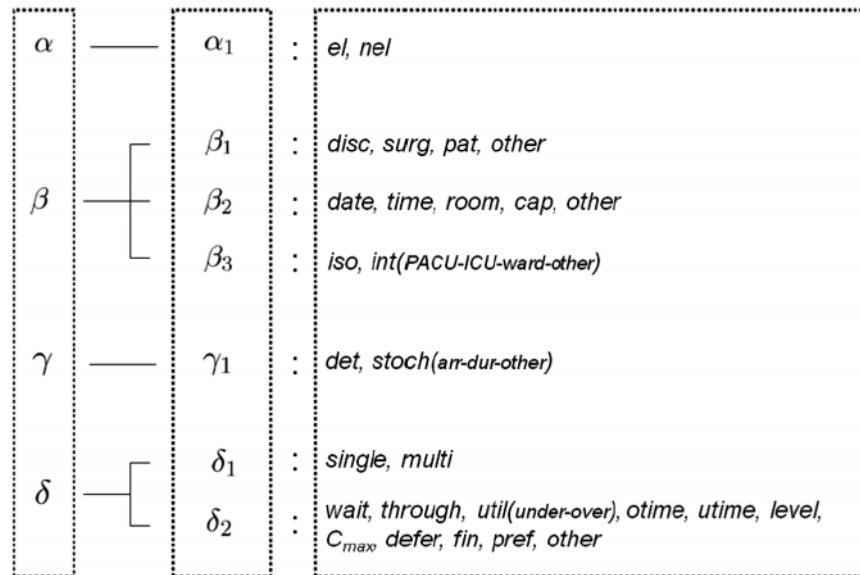 α α₁ : el, nel
β₁ : disc, surg, pat, other
β β₂ : date, time, room, cap, other
β₃ : iso, int(PACU-ICU-ward-other)
γ γ₁ : det, stoch(arr-dur-other)
δ₁ : single, multi
δ
δ₂ : wait, through, util(under-over), otime, utime, level,
Cmax, defer, fin, pref, other